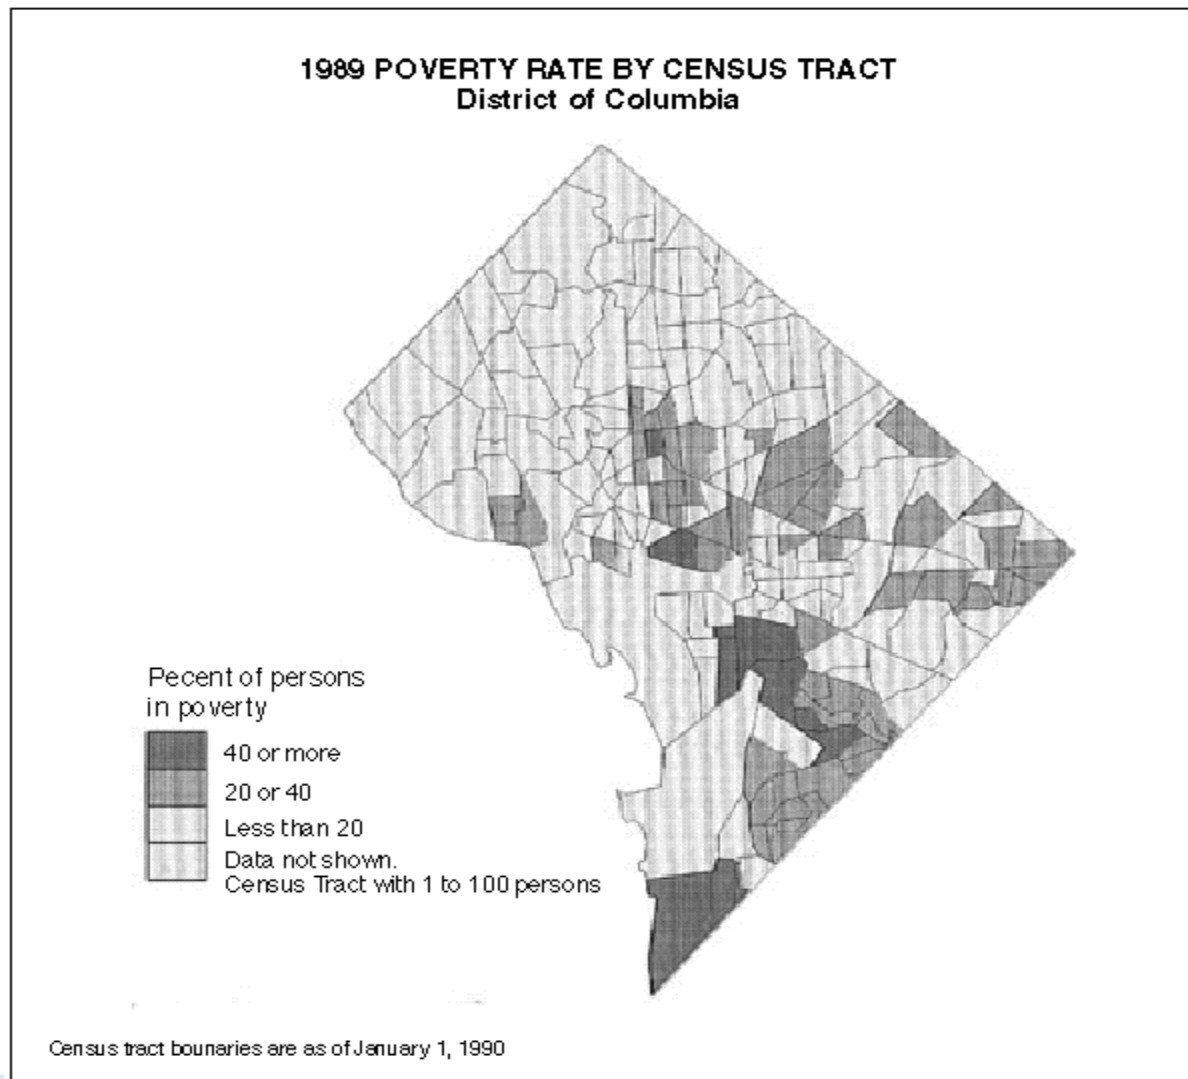 1989 POVERTY RATE BY CENSUS TRACT
District of Columbia
Pecent of persons
in poverty
40 or more
20 or 40
Less than 20
Data not shown.
Census Tract with 1 to 100 persons
Census tract bounaries are as of January 1, 1990